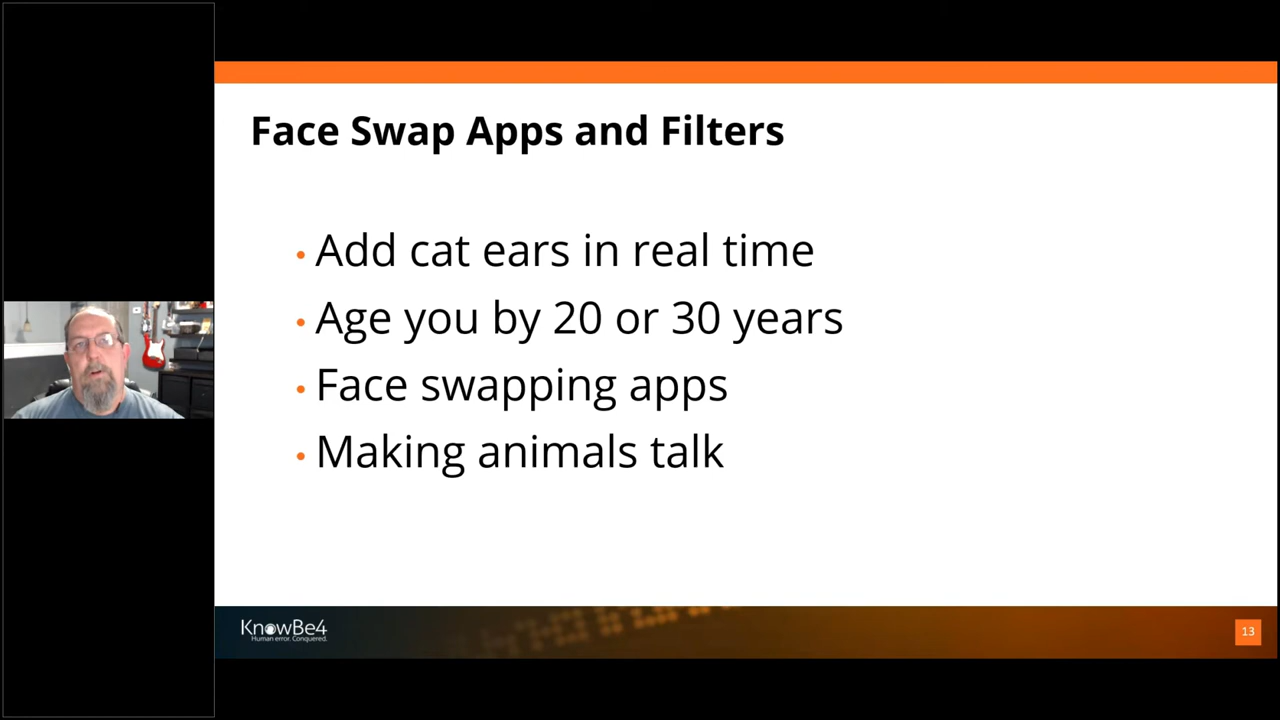 Face Swap Apps and Filters
• Add cat ears in real time
• Age you by 20 or 30 years
• Face swapping apps
• Making animals talk
KnowBe4
Human error. Conquered.
13